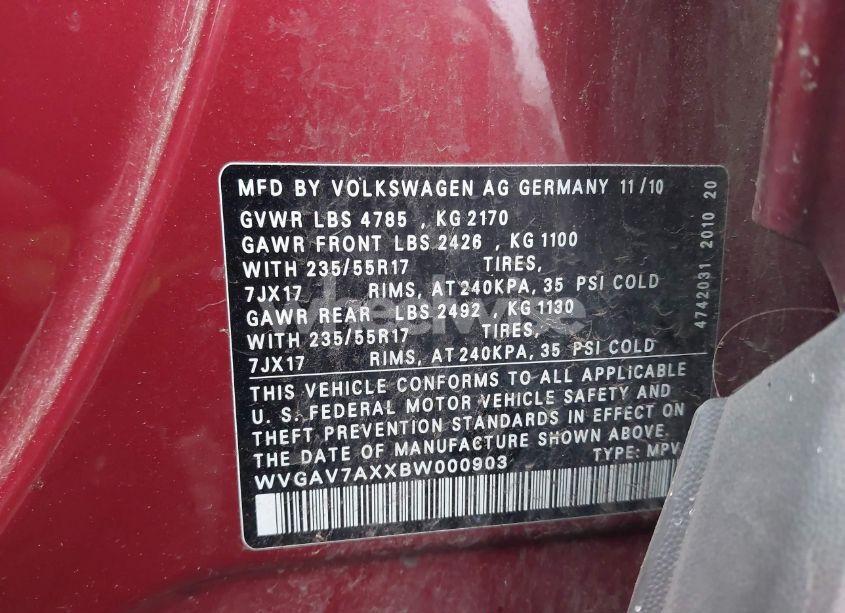 MFD BY VOLKSWAGEN AG GERMANY 11/10
GVWR LBS 4785 , KG 2170
GAWR FRONT LBS 2426 , KG 1100
WITH 235/55R17 TIRES,
7JX17 RIMS, AT 240KPA, 35 PSI COLD
GAWR REAR LBS 2492 , KG 1130
WITH 235/55R17 TIRES,
7JX17 RIMS, AT 240KPA, 35 PSI COLD
THIS VEHICLE CONFORMS TO ALL APPLICABLE
U. S. FEDERAL MOTOR VEHICLE SAFETY AND
THEFT PREVENTION STANDARDS IN EFFECT ON
THE DATE OF MANUFACTURE SHOWN ABOVE.
WVGAV7AXXBW000903 TYPE: MPV
4742031 2010 20